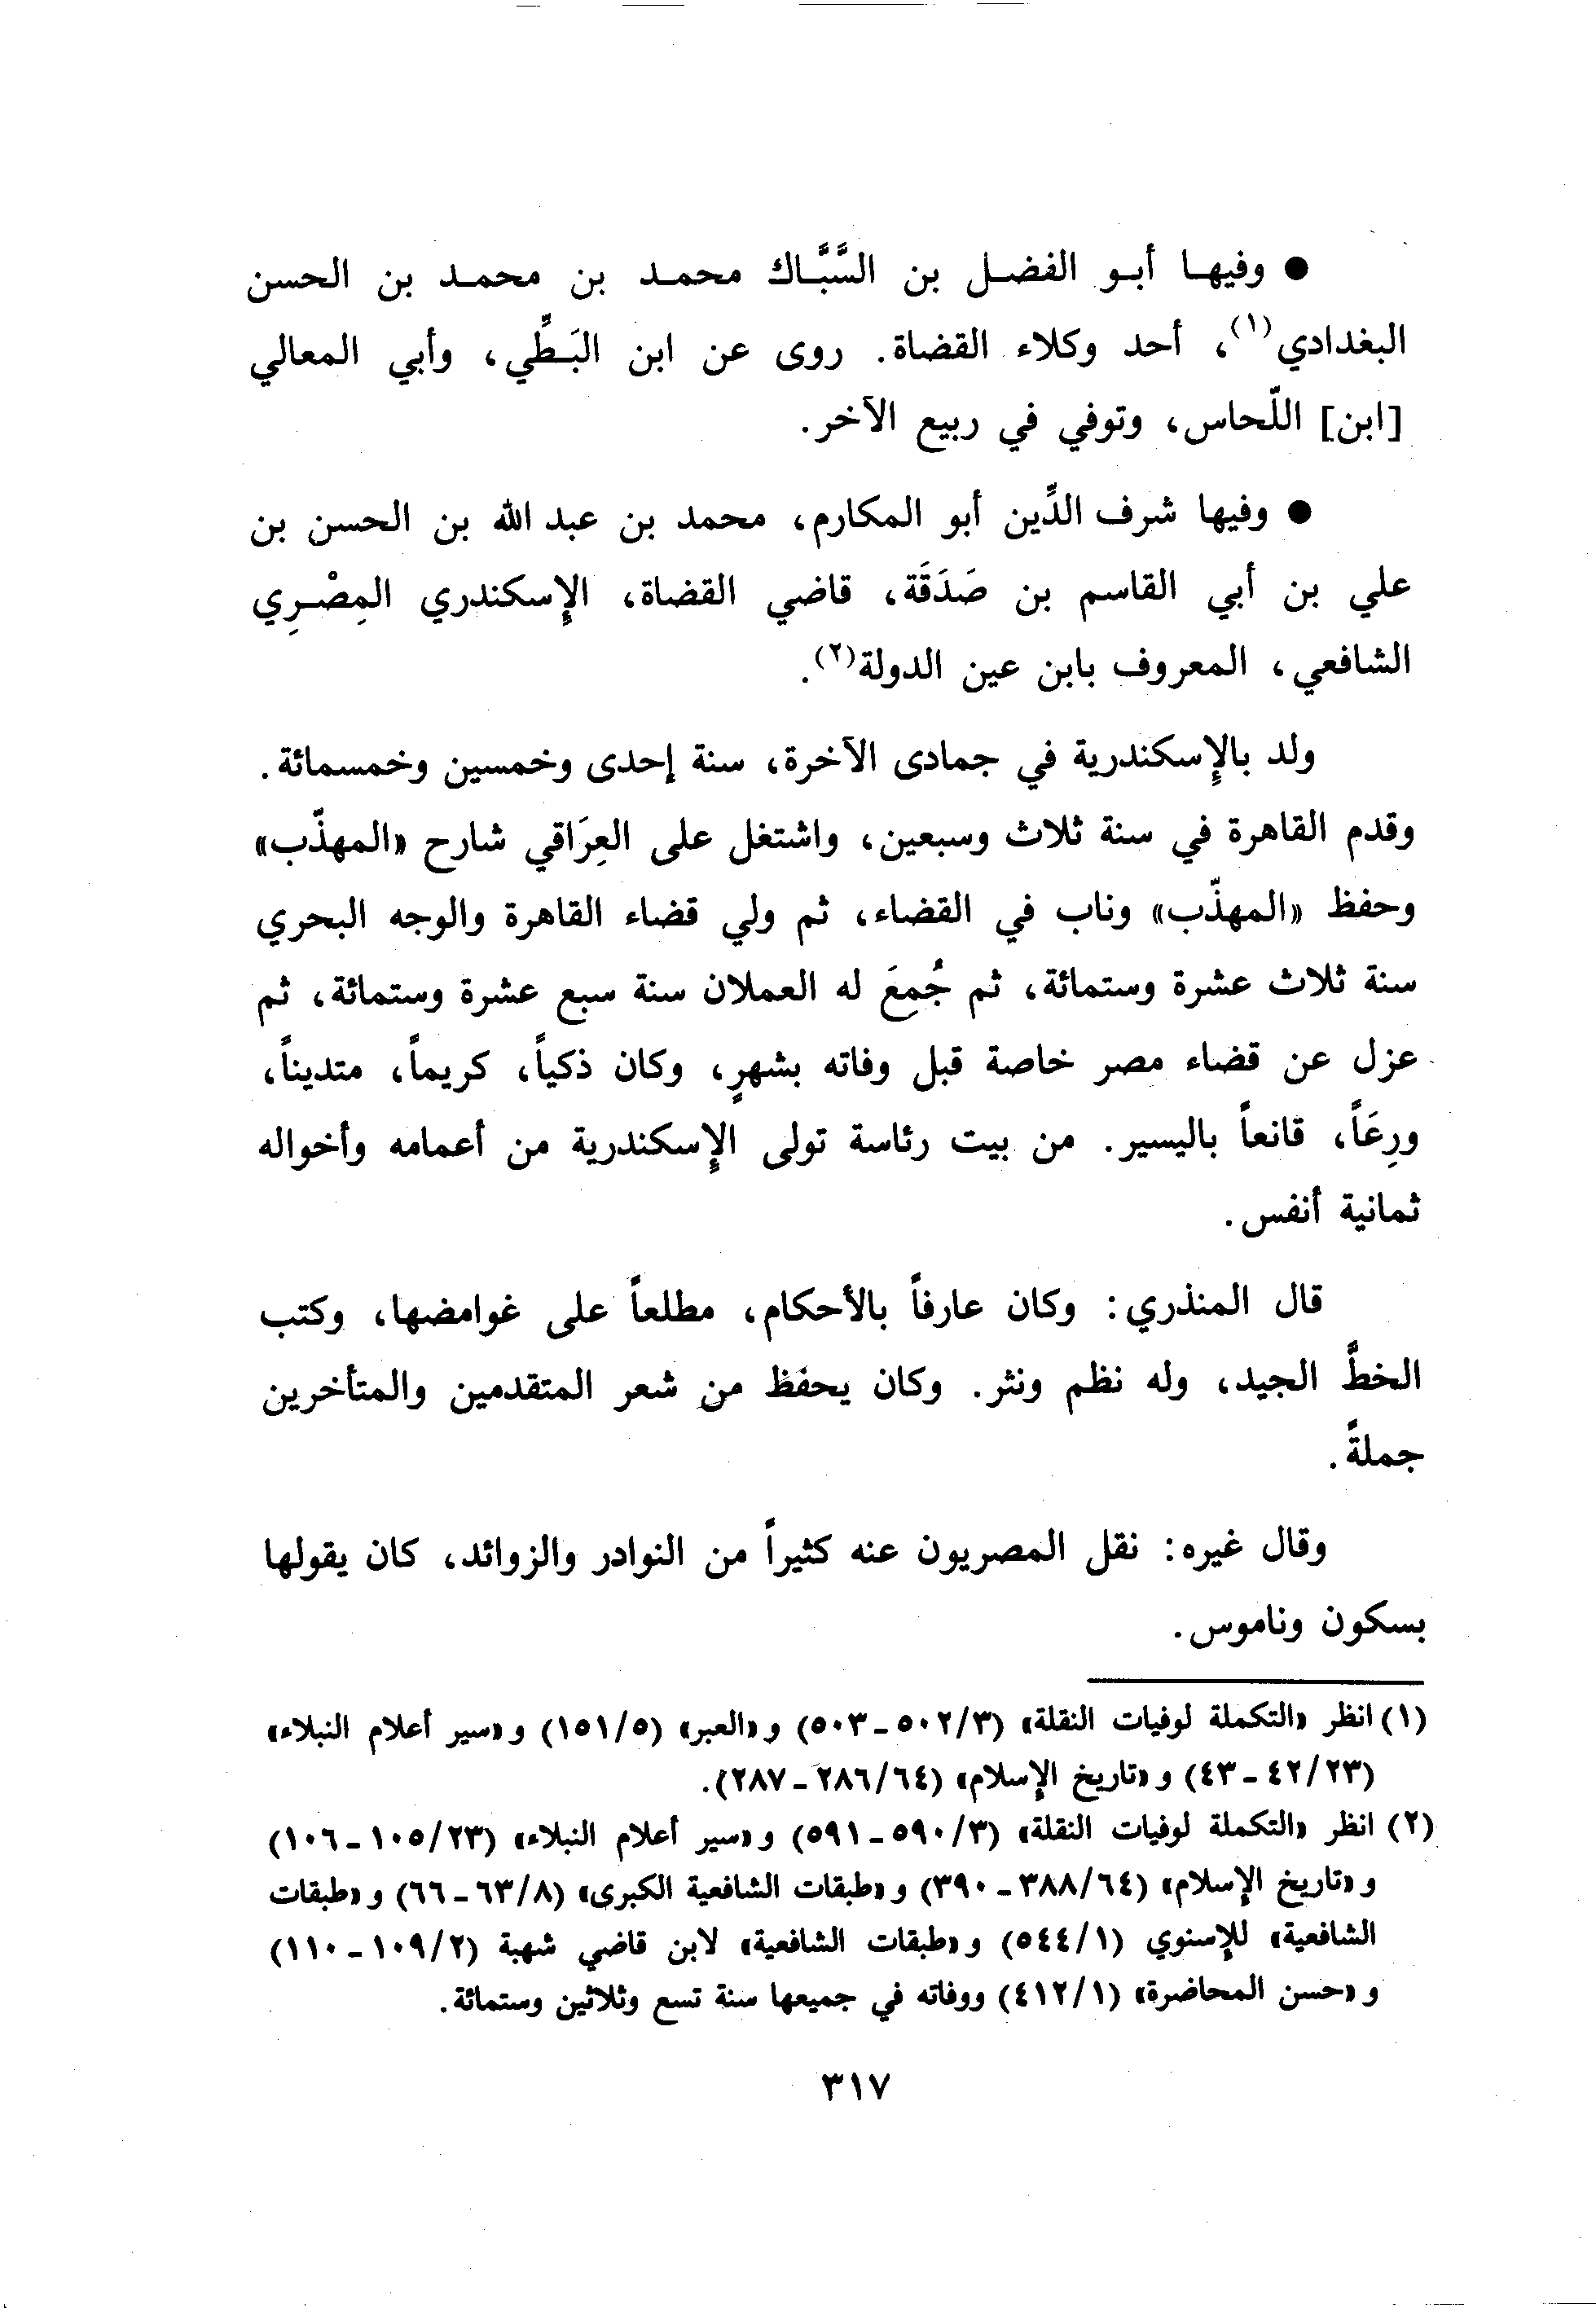 ● وفيهـا أبـو الفضـل بن السَّبَّـاك محمـد بن محمـد بن الحسن
البغدادي(١)، أحد وكلاء القضاة. روى عن ابن البَـطِّي، وأبي المعالي
[ابن] اللّحاس، وتوفي في ربيع الآخر.
● وفيها شرف الدِّين أبو المكارم، محمد بن عبد الله بن الحسن بن
علي بن أبي القاسم بن صَدَقَة، قاضي القضاة، الإسكندري المِصْـرِي
الشافعي، المعروف بابن عين الدولة(٢).
ولد بالإسكندرية في جمادى الآخرة، سنة إحدى وخمسين وخمسمائة.
وقدم القاهرة في سنة ثلاث وسبعين، واشتغل على العِرَاقي شارح «المهذّب»
وحفظ «المهذّب» وناب في القضاء، ثم ولي قضاء القاهرة والوجه البحري
سنة ثلاث عشرة وستمائة، ثم جُمِعَ له العملان سنة سبع عشرة وستمائة، ثم
عزل عن قضاء مصر خاصة قبل وفاته بشهرٍ، وكان ذكياً، كريماً، متديناً،
ورِعَاً، قانعاً باليسير. من بيت رئاسة تولى الإسكندرية من أعمامه وأخواله
ثمانية أنفس.
قال المنذري: وكان عارفاً بالأحكام، مطلعاً على غوامضها، وكتب
الخطَّ الجيد، وله نظم ونثر. وكان يحفظ من شعر المتقدمين والمتأخرين
جملةً.
وقال غيره: نقل المصريون عنه كثيراً من النوادر والزوائد، كان يقولها
بسكون وناموس.
(١) انظر «التكملة لوفيات النقلة» (٥٠٢/٣ - ٥٠٣) و«العبر» (١٥١/٥) و«سير أعلام النبلاء»
(٤٢/٢٣ - ٤٣) و«تاريخ الإسلام» (٢٨٦/٦٤ - ٢٨٧).
(٢) انظر «التكملة لوفيات النقلة» (٥٩٠/٣ - ٥٩١) و«سير أعلام النبلاء» (١٠٥/٢٣ - ١٠٦)
و«تاريخ الإسلام» (٣٨٨/٦٤ - ٣٩٠) و«طبقات الشافعية الكبرى» (٦٣/٨ - ٦٦) و«طبقات
الشافعية» للإسنوي (٥٤٤/١) و«طبقات الشافعية» لابن قاضي شهبة (١٠٩/٢ - ١١٠)
و«حسن المحاضرة» (٤١٢/١) ووفاته في جميعها سنة تسع وثلاثين وستمائة.
٣١٧